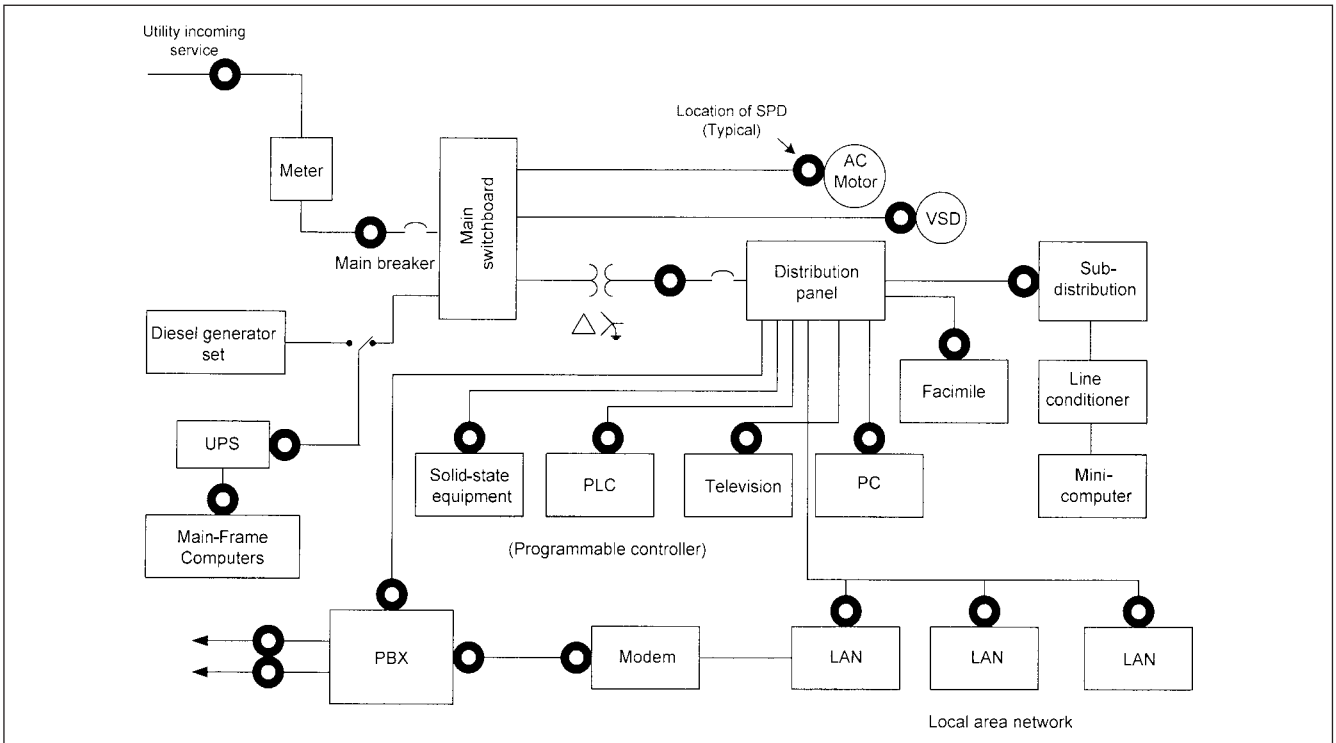 Utility incoming
service
Location of SPD
(Typical)
Meter
Main
switchboard
AC
Motor
VSD
Main breaker
Distribution
panel
Sub-
distribution
Diesel generator
set
Facimile
Line
conditioner
UPS
Solid-state
equipment
PLC
Television
PC
Mini-
computer
Main-Frame
Computers
(Programmable controller)
PBX
Modem
LAN
LAN
LAN
Local area network